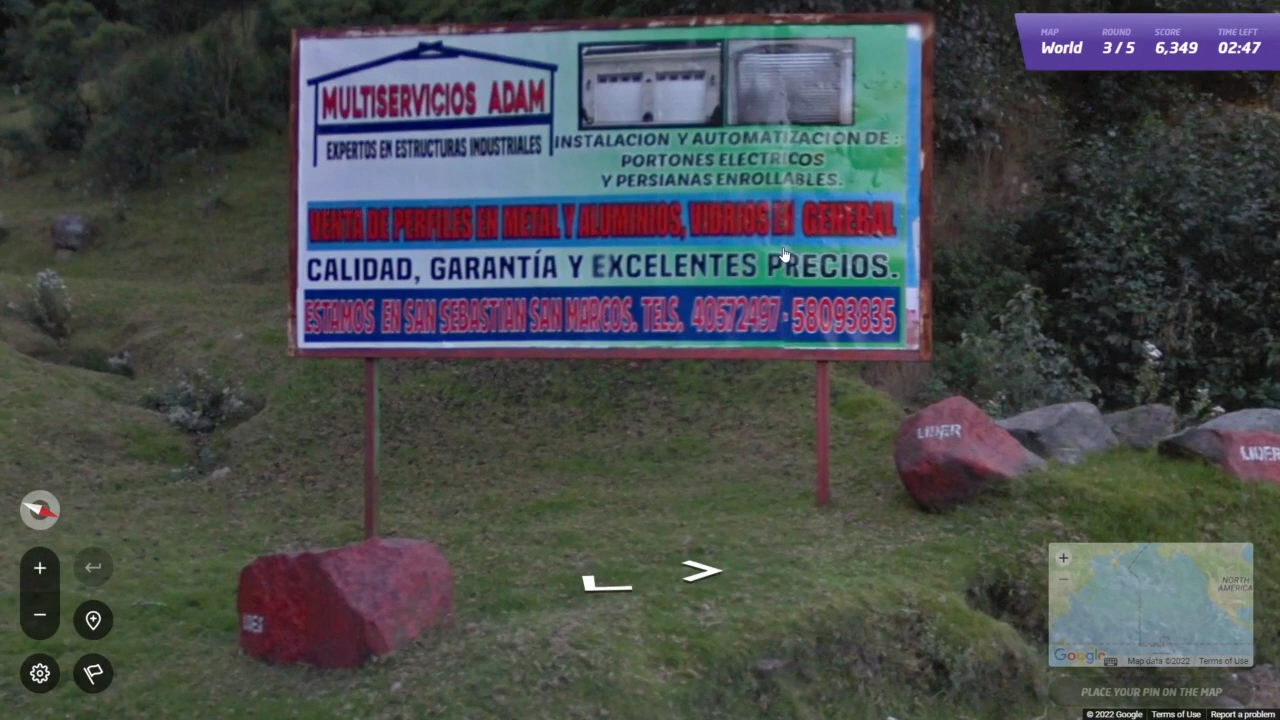 MULTISERVICIOS ADAM
EXPERTOS EN ESTRUCTURAS INDUSTRIALES
INSTALACION Y AUTOMATIZACION DE :
PORTONES ELECTRICOS
Y PERSIANAS ENROLLABLES.
VENTA DE PERFILES EN METAL Y ALUMINIOS, VIDRIOS EN GENERAL
CALIDAD, GARANTÍA Y EXCELENTES PRECIOS.
ESTAMOS EN SAN SEBASTIAN SAN MARCOS. TELS. 40572497 - 58093835
LIDER
LIDER
MAP ROUND SCORE TIME LEFT
World 3 / 5 6,349 02:47
NORTH
AMERICA
Google Map data ©2022 Terms of Use
PLACE YOUR PIN ON THE MAP
© 2022 Google Terms of Use Report a problem